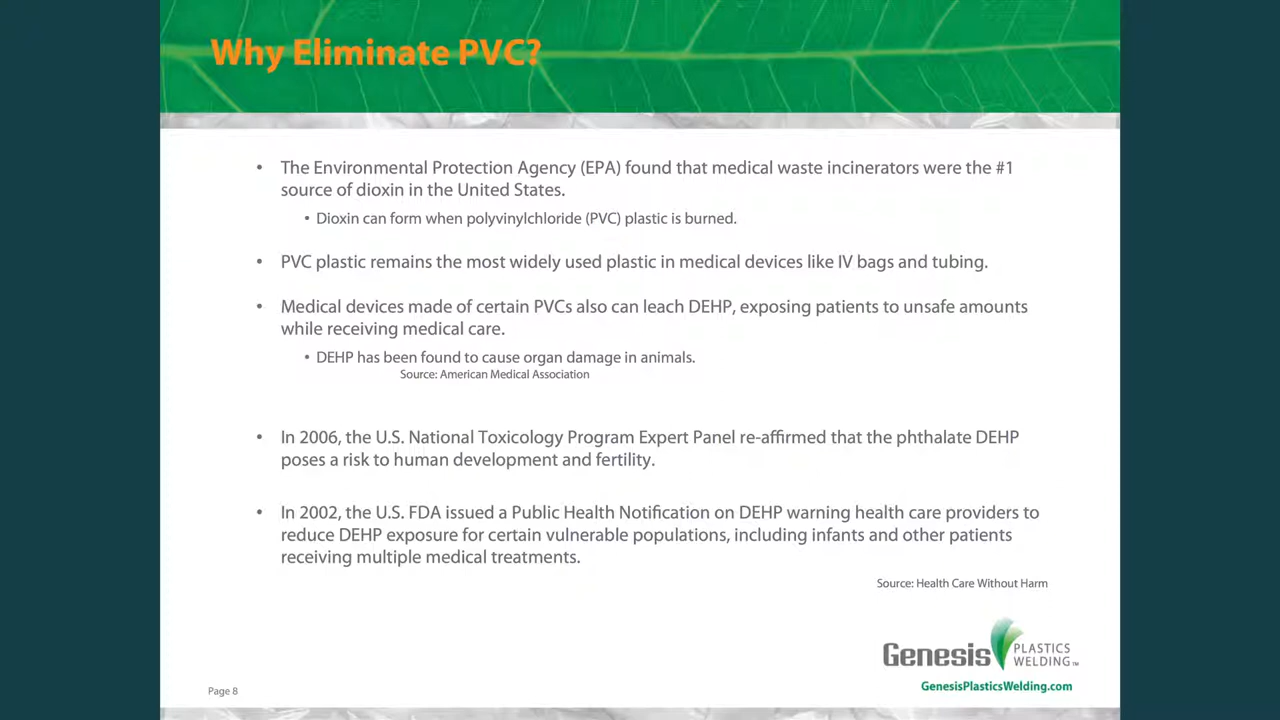 Why Eliminate PVC?
• The Environmental Protection Agency (EPA) found that medical waste incinerators were the #1
source of dioxin in the United States.
• Dioxin can form when polyvinylchloride (PVC) plastic is burned.
• PVC plastic remains the most widely used plastic in medical devices like IV bags and tubing.
• Medical devices made of certain PVCs also can leach DEHP, exposing patients to unsafe amounts
while receiving medical care.
• DEHP has been found to cause organ damage in animals.
Source: American Medical Association
• In 2006, the U.S. National Toxicology Program Expert Panel re-affirmed that the phthalate DEHP
poses a risk to human development and fertility.
• In 2002, the U.S. FDA issued a Public Health Notification on DEHP warning health care providers to
reduce DEHP exposure for certain vulnerable populations, including infants and other patients
receiving multiple medical treatments.
Source: Health Care Without Harm
Genesis PLASTICS
WELDING™
GenesisPlasticsWelding.com
Page 8